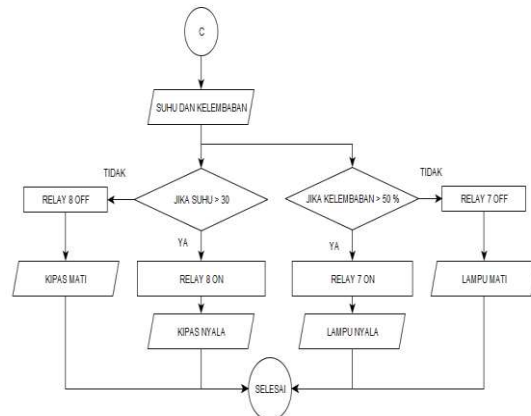 C
SUHU DAN KELEMBABAN
TIDAK
TIDAK
RELAY 8 OFF
JIKA SUHU > 30
JIKA KELEMBABAN > 50 %
RELAY 7 OFF
YA
YA
KIPAS MATI
RELAY 8 ON
RELAY 7 ON
LAMPU MATI
KIPAS NYALA
LAMPU NYALA
SELESAI